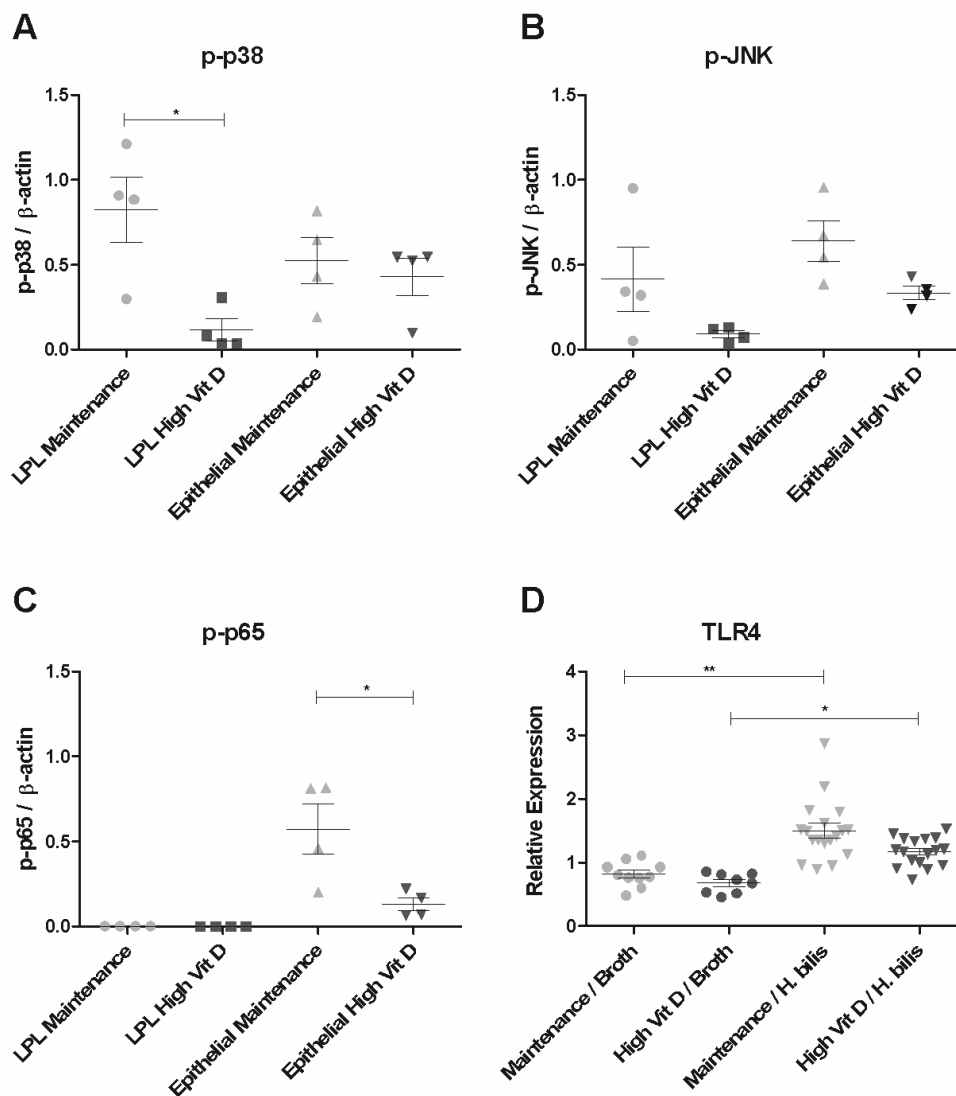 A
p-p38
p-p38 / β-actin
1.5
1.0
0.5
0.0
*
LPL Maintenance
LPL High Vit D
Epithelial Maintenance
Epithelial High Vit D
B
p-JNK
p-JNK / β-actin
1.5
1.0
0.5
0.0
LPL Maintenance
LPL High Vit D
Epithelial Maintenance
Epithelial High Vit D
C
p-p65
p-p65 / β-actin
1.5
1.0
0.5
0.0
*
LPL Maintenance
LPL High Vit D
Epithelial Maintenance
Epithelial High Vit D
D
TLR4
Relative Expression
4
3
2
1
0
**
*
Maintenance / Broth
High Vit D / Broth
Maintenance / H. bilis
High Vit D / H. bilis